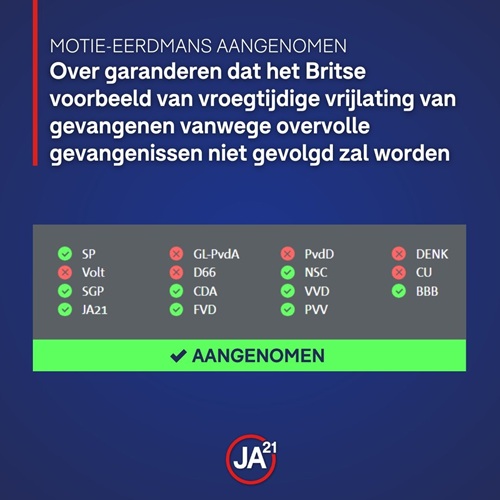 MOTIE-EERDMANS AANGENOMEN
Over garanderen dat het Britse
voorbeeld van vroegtijdige vrijlating van
gevangenen vanwege overvolle
gevangenissen niet gevolgd zal worden
SP GL-PvdA PvdD DENK
Volt D66 NSC CU
SGP CDA VVD BBB
JA21 FVD PVV
AANGENOMEN
JA21